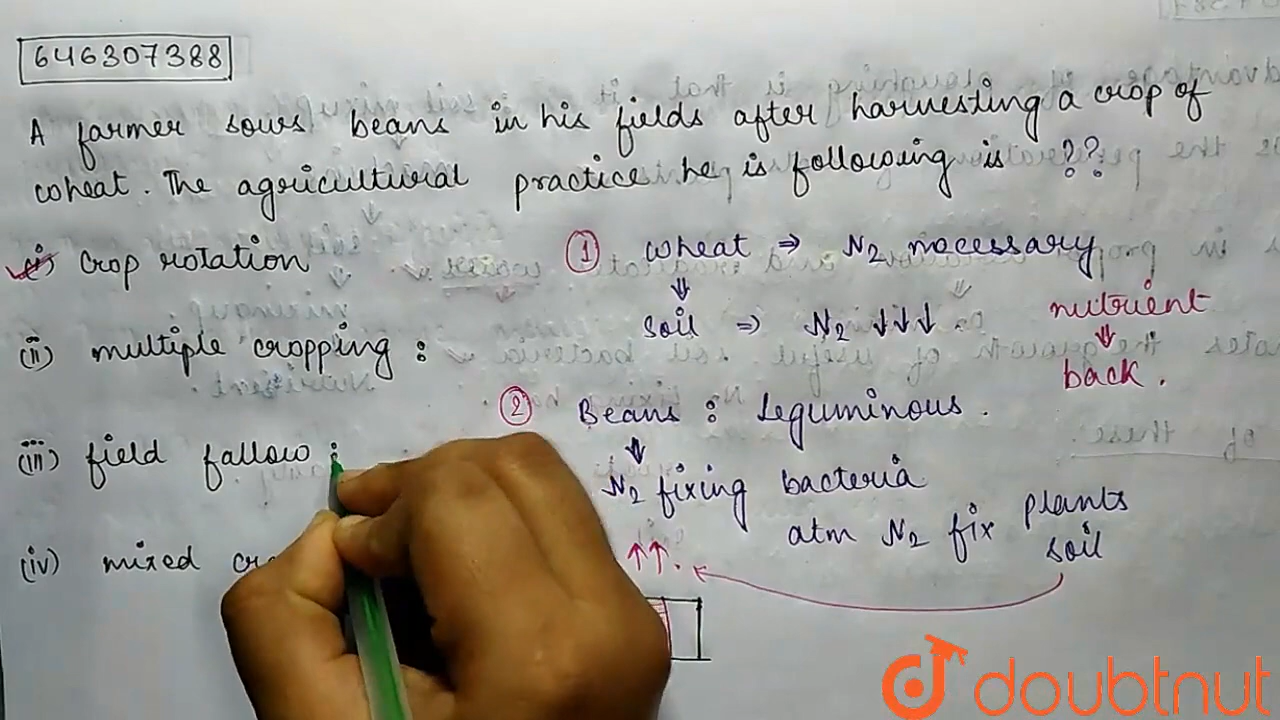 646307388
A farmer sows beans in his fields after harvesting a crop of
wheat. The agricultural practice he is following is ??
(i) Crop rotation
(ii) multiple cropping :
(iii) field fallow :
(iv) mixed
① wheat ⇒ N2 necessary
⇓
soil ⇒ N2 ↓↓↓
nutrient
⇓
back.
② Beans : Leguminous.
⇓
N2 fixing bacteria
atm N2 fix plants
soil
↑↑.
doubtnut